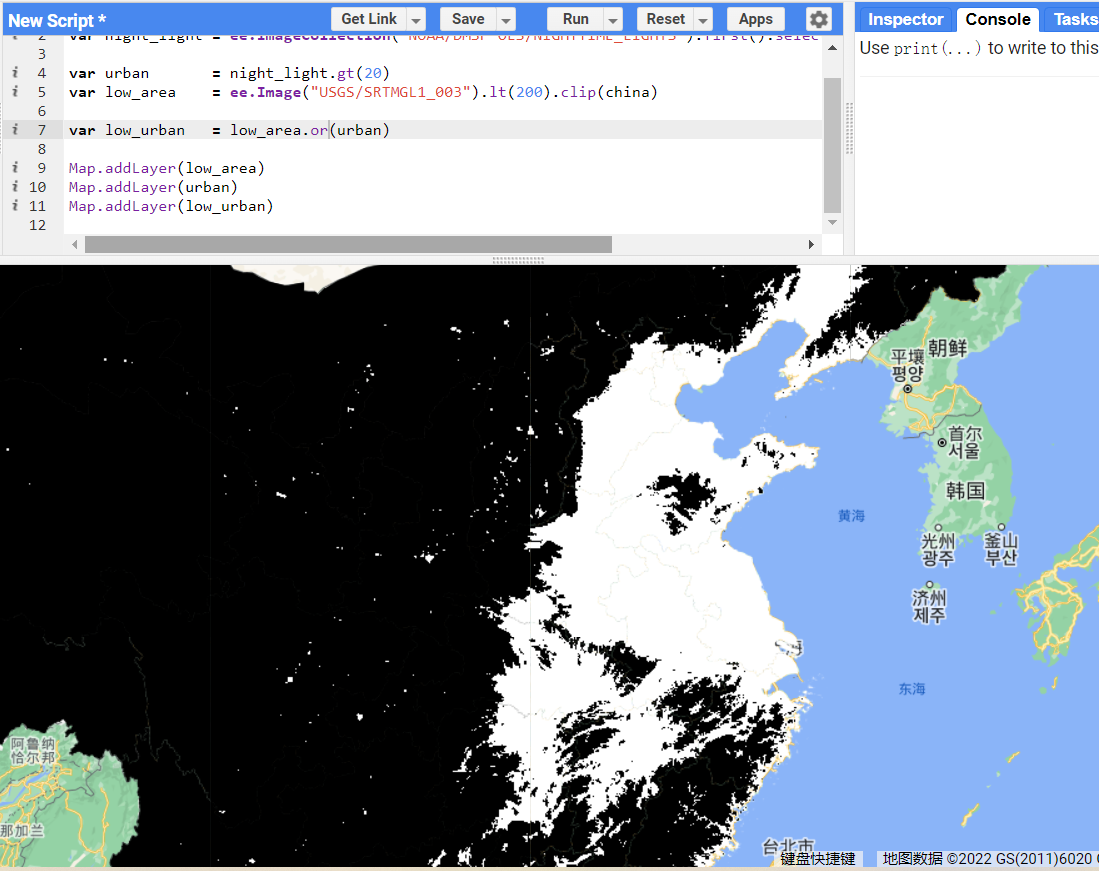 New Script *
Get Link
Save
Run
Reset
Apps
Inspector
Console
Tasks
2 var night_light = ee.ImageCollection("NOAA/DMSP-OLS/NIGHTTIME_LIGHTS").first().selec
3
i 4 var urban = night_light.gt(20)
i 5 var low_area = ee.Image("USGS/SRTMGL1_003").lt(200).clip(china)
6
i 7 var low_urban = low_area.or(urban)
8
i 9 Map.addLayer(low_area)
i 10 Map.addLayer(urban)
i 11 Map.addLayer(low_urban)
12
Use print(...) to write to this
朝鲜
平壤
평양
首尔
서울
韩国
黄海
光州
광주
釜山
부산
济州
제주
海
东海
阿鲁纳
恰尔邦
那加兰
台北市
键盘快捷键
地图数据 ©2022 GS(2011)6020